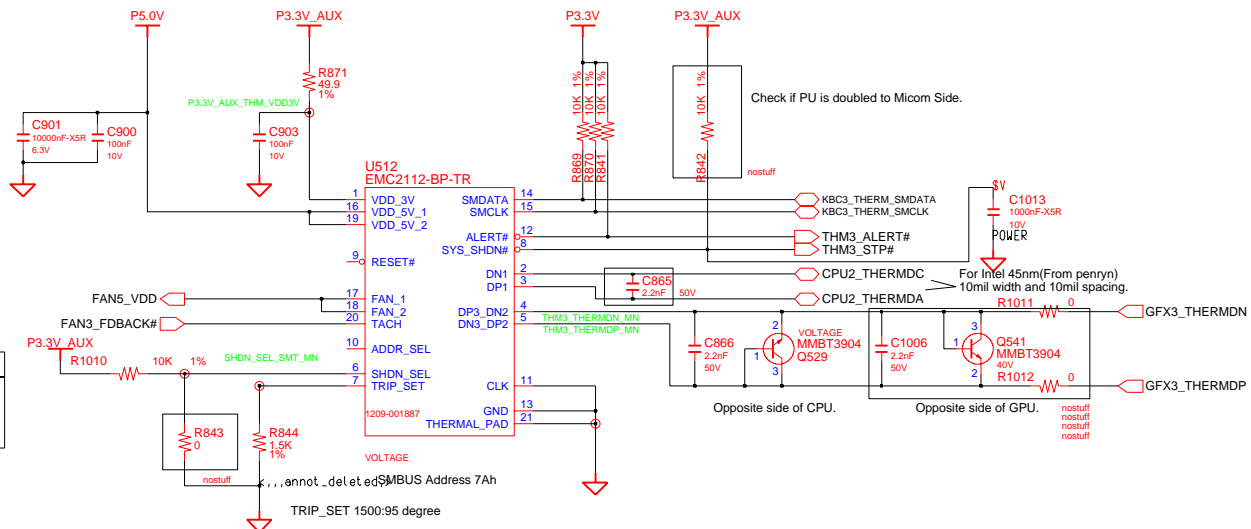 P5.0V
P3.3V_AUX
P3.3V
P3.3V_AUX
R871
49.9
1%
P3.3V_AUX_THM_VDD3V
C901
10000nF-X5R
6.3V
C900
100nF
10V
C903
100nF
10V
10K 1%
10K 1%
10K 1%
R869
R870
R841
10K 1%
R842
nostuff
Check if PU is doubled to Micom Side.
U512
EMC2112-BP-TR
1 VDD_3V
16 VDD_5V_1
19 VDD_5V_2
9 RESET#
17 FAN_1
18 FAN_2
20 TACH
10 ADDR_SEL
6 SHDN_SEL
7 TRIP_SET
SMDATA 14
SMCLK 15
ALERT# 12
SYS_SHDN# 8
DN1 2
DP1 3
DP3_DN2 4
DN3_DP2 5
CLK 11
GND 13
THERMAL_PAD 21
1209-001887
VOLTAGE
KBC3_THERM_SMDATA
KBC3_THERM_SMCLK
THM3_ALERT#
THM3_STP#
$V
C1013
1000nF-X5R
10V
POWER
C865
2.2nF 50V
CPU2_THERMDC
CPU2_THERMDA
For Intel 45nm(From penryn)
10mil width and 10mil spacing.
FAN5_VDD
FAN3_FDBACK#
P3.3V_AUX
R1010
10K 1%
SHDN_SEL_SMT_MN
THM3_THERMDN_MN
THM3_THERMDP_MN
C866
2.2nF
50V
2
1
3
VOLTAGE
MMBT3904
Q529
C1006
2.2nF
50V
3
1
2
Q541
MMBT3904
40V
R1011 0
R1012 0
GFX3_THERMDN
GFX3_THERMDP
Opposite side of CPU.
Opposite side of GPU.
nostuff
nostuff
nostuff
nostuff
R843
0
nostuff
R844
1.5K
1%
SMBUS Address 7Ah
TRIP_SET 1500:95 degree